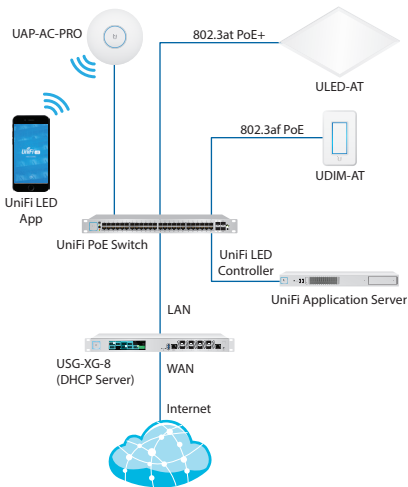 UAP-AC-PRO
802.3at PoE+
ULED-AT
802.3af PoE
UDIM-AT
UniFi LED
App
UniFi PoE Switch
UniFi LED
Controller
UniFi Application Server
LAN
USG-XG-8
(DHCP Server)
WAN
Internet